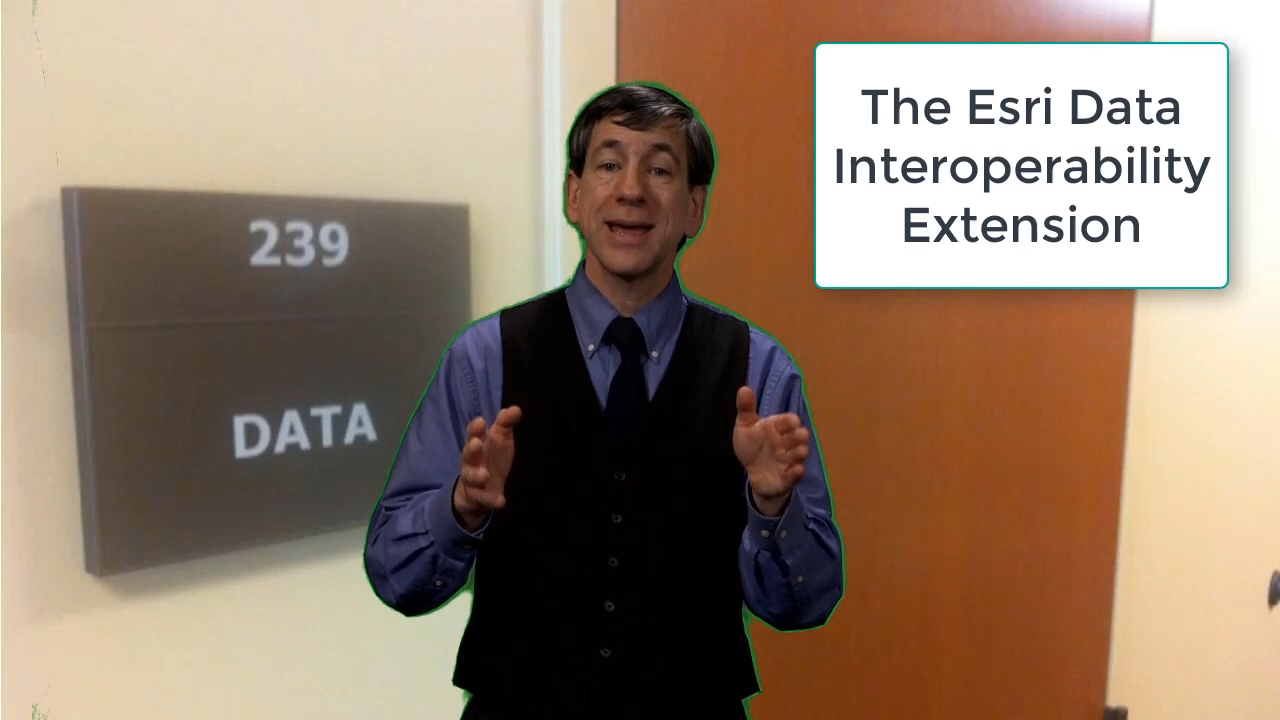 239
DATA
The Esri Data
Interoperability
Extension